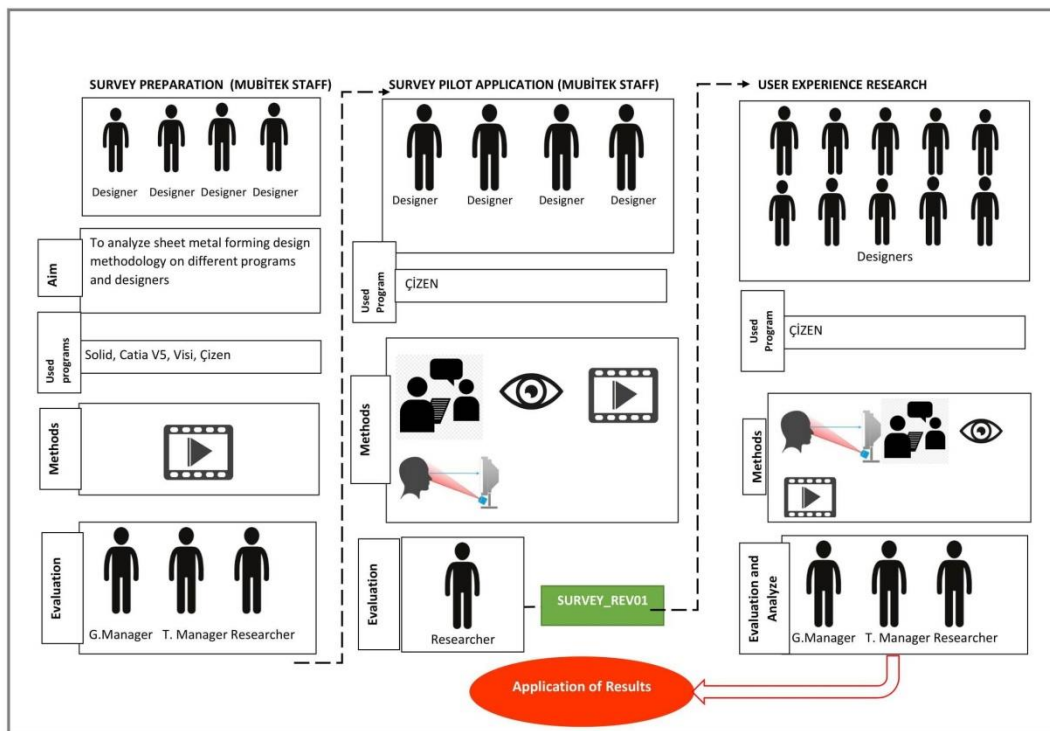 SURVEY PREPARATION (MUBİTEK STAFF)
Designer Designer Designer Designer
Aim
To analyze sheet metal forming design
methodology on different programs
and designers
Used
programs
Solid, Catia V5, Visi, Çizen
Methods
Evaluation
G.Manager T. Manager Researcher
SURVEY PILOT APPLICATION (MUBİTEK STAFF)
Designer Designer Designer Designer
Used
Program
ÇİZEN
Methods
Evaluation
Researcher
SURVEY_REV01
USER EXPERIENCE RESEARCH
Designers
Used
Program
ÇİZEN
Methods
Evaluation and
Analyze
G.Manager T. Manager Researcher
Application of Results